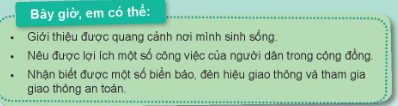 Bây giờ, em có thể:
• Giới thiệu được quang cảnh nơi mình sinh sống.
• Nêu được lợi ích một số công việc của người dân trong cộng đồng.
• Nhận biết được một số biển báo, đèn hiệu giao thông và tham gia
giao thông an toàn.